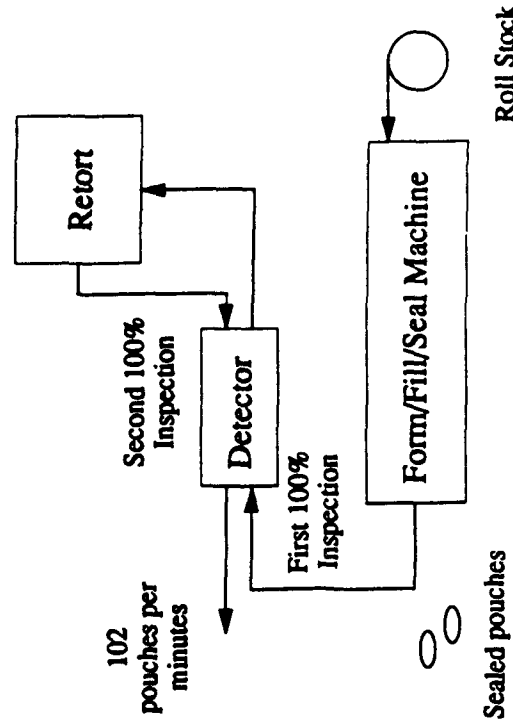 Retort
Second 100%
Inspection
Detector
102
pouches per
minutes
First 100%
Inspection
Form/Fill/Seal Machine
Sealed pouches
Roll Stock